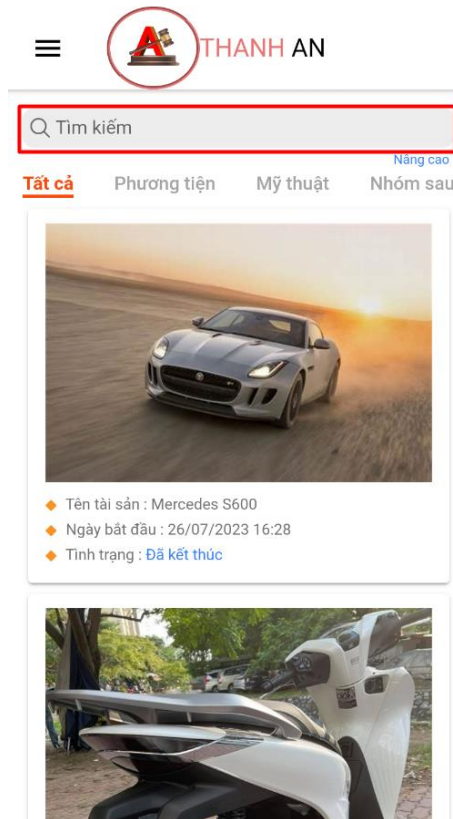 THANH AN
Tìm kiếm
Nâng cao
Tất cả Phương tiện Mỹ thuật Nhóm sau
Tên tài sản : Mercedes S600
Ngày bắt đầu : 26/07/2023 16:28
Tình trạng : Đã kết thúc